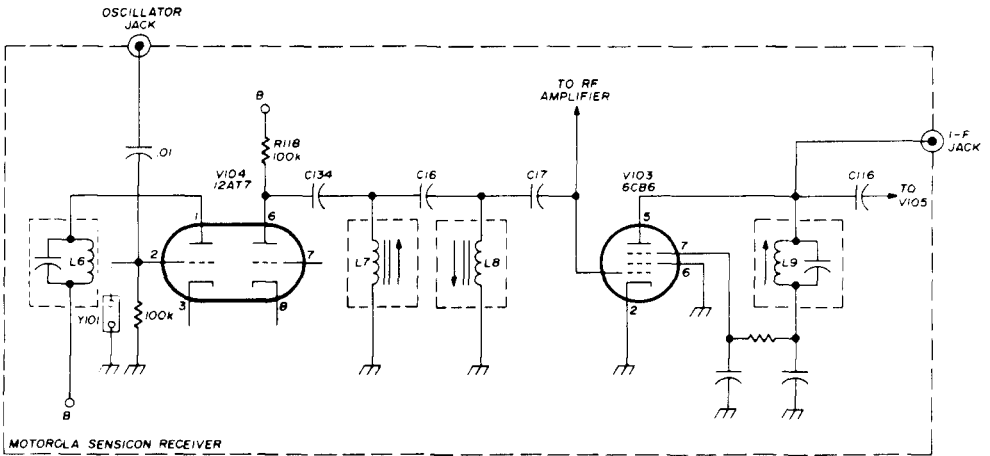 OSCILLATOR
JACK
.01
B
R118
100k
V104
12AT7
C134
C16
C17
TO RF
AMPLIFIER
V103
6CB6
I-F
JACK
C116
TO
V105
1
6
5
L6
2
7
L7
L8
7
6
L9
Y101
100k
3
8
2
B
MOTOROLA SENSICON RECEIVER